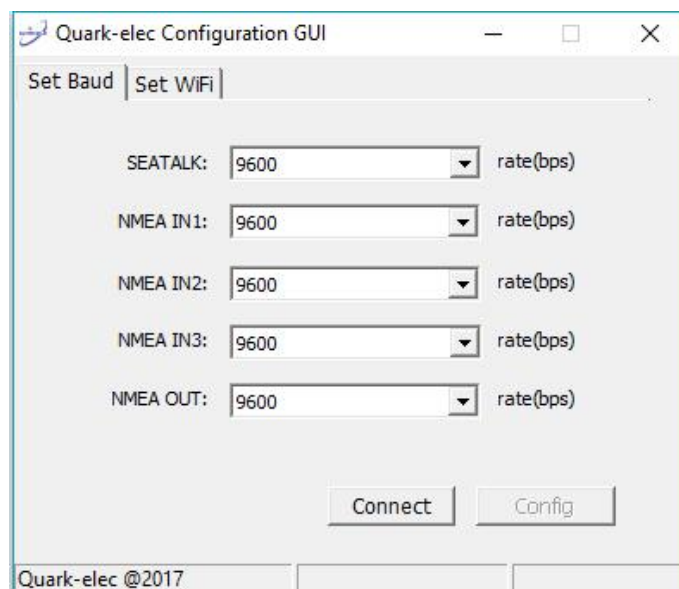 Quark-elec Configuration GUI
Set Baud Set WiFi
SEATALK: 9600 rate(bps)
NMEA IN1: 9600 rate(bps)
NMEA IN2: 9600 rate(bps)
NMEA IN3: 9600 rate(bps)
NMEA OUT: 9600 rate(bps)
Connect Config
Quark-elec @2017